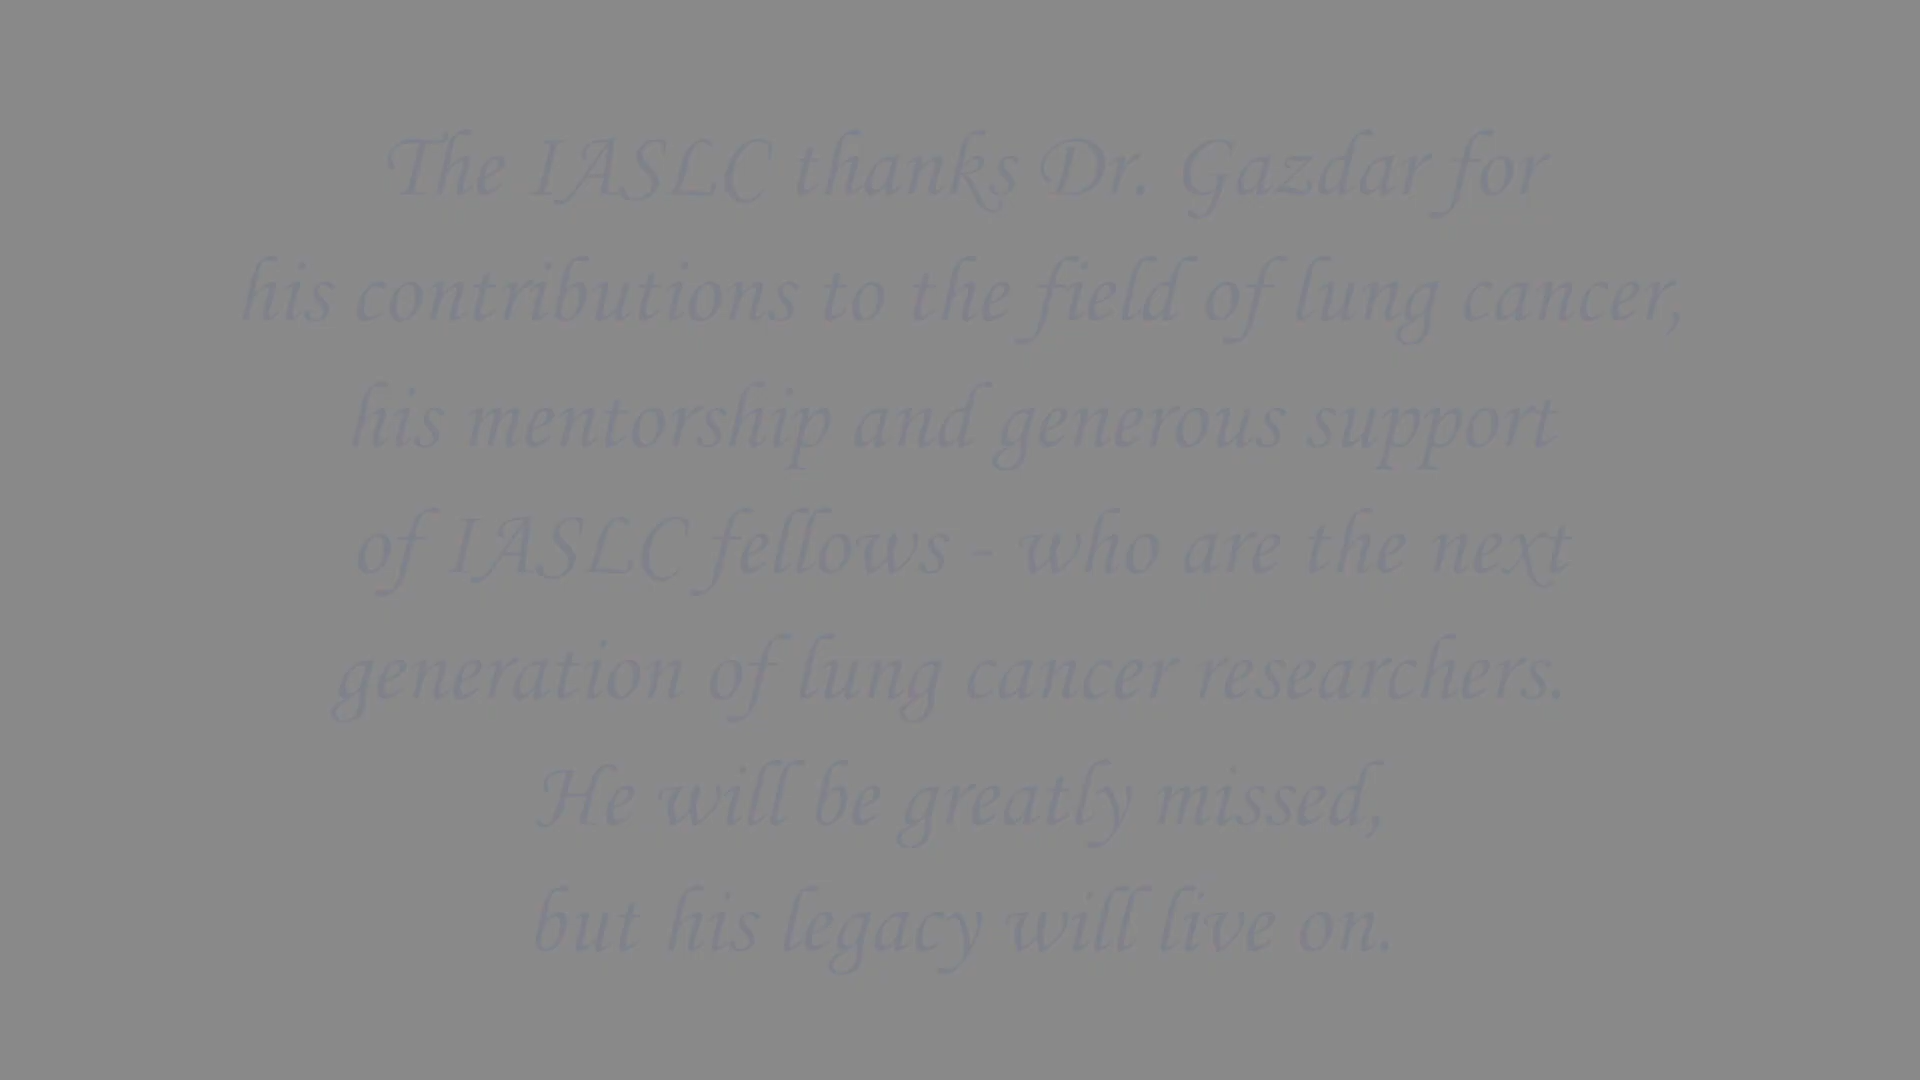 The IASLC thanks Dr. Gazdar for
his contributions to the field of lung cancer,
his mentorship and generous support
of IASLC fellows - who are the next
generation of lung cancer researchers.
He will be greatly missed,
but his legacy will live on.